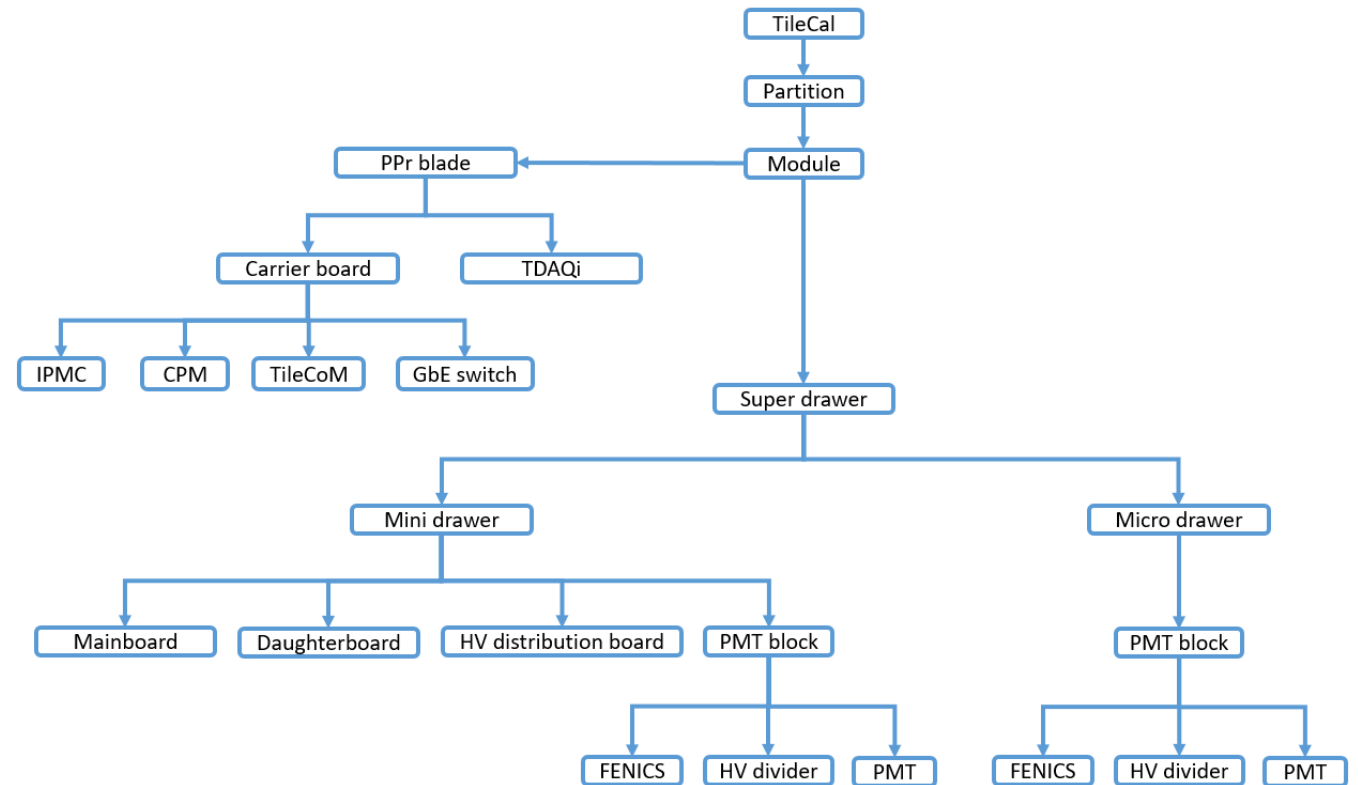 TileCal
Partition
PPr blade
Module
Carrier board
TDAQi
IPMC
CPM
TileCoM
GbE switch
Super drawer
Mini drawer
Micro drawer
Mainboard
Daughterboard
HV distribution board
PMT block
PMT block
FENICS
HV divider
PMT
FENICS
HV divider
PMT